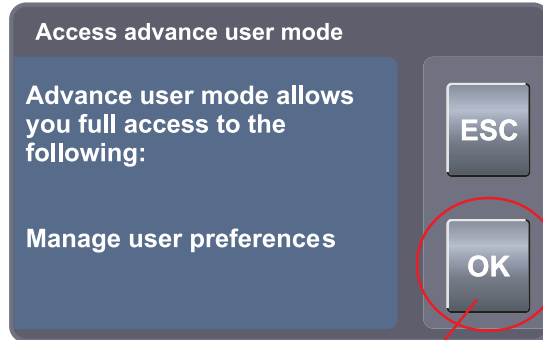 Access advance user mode
Advance user mode allows
you full access to the
following:
Manage user preferences
ESC
OK